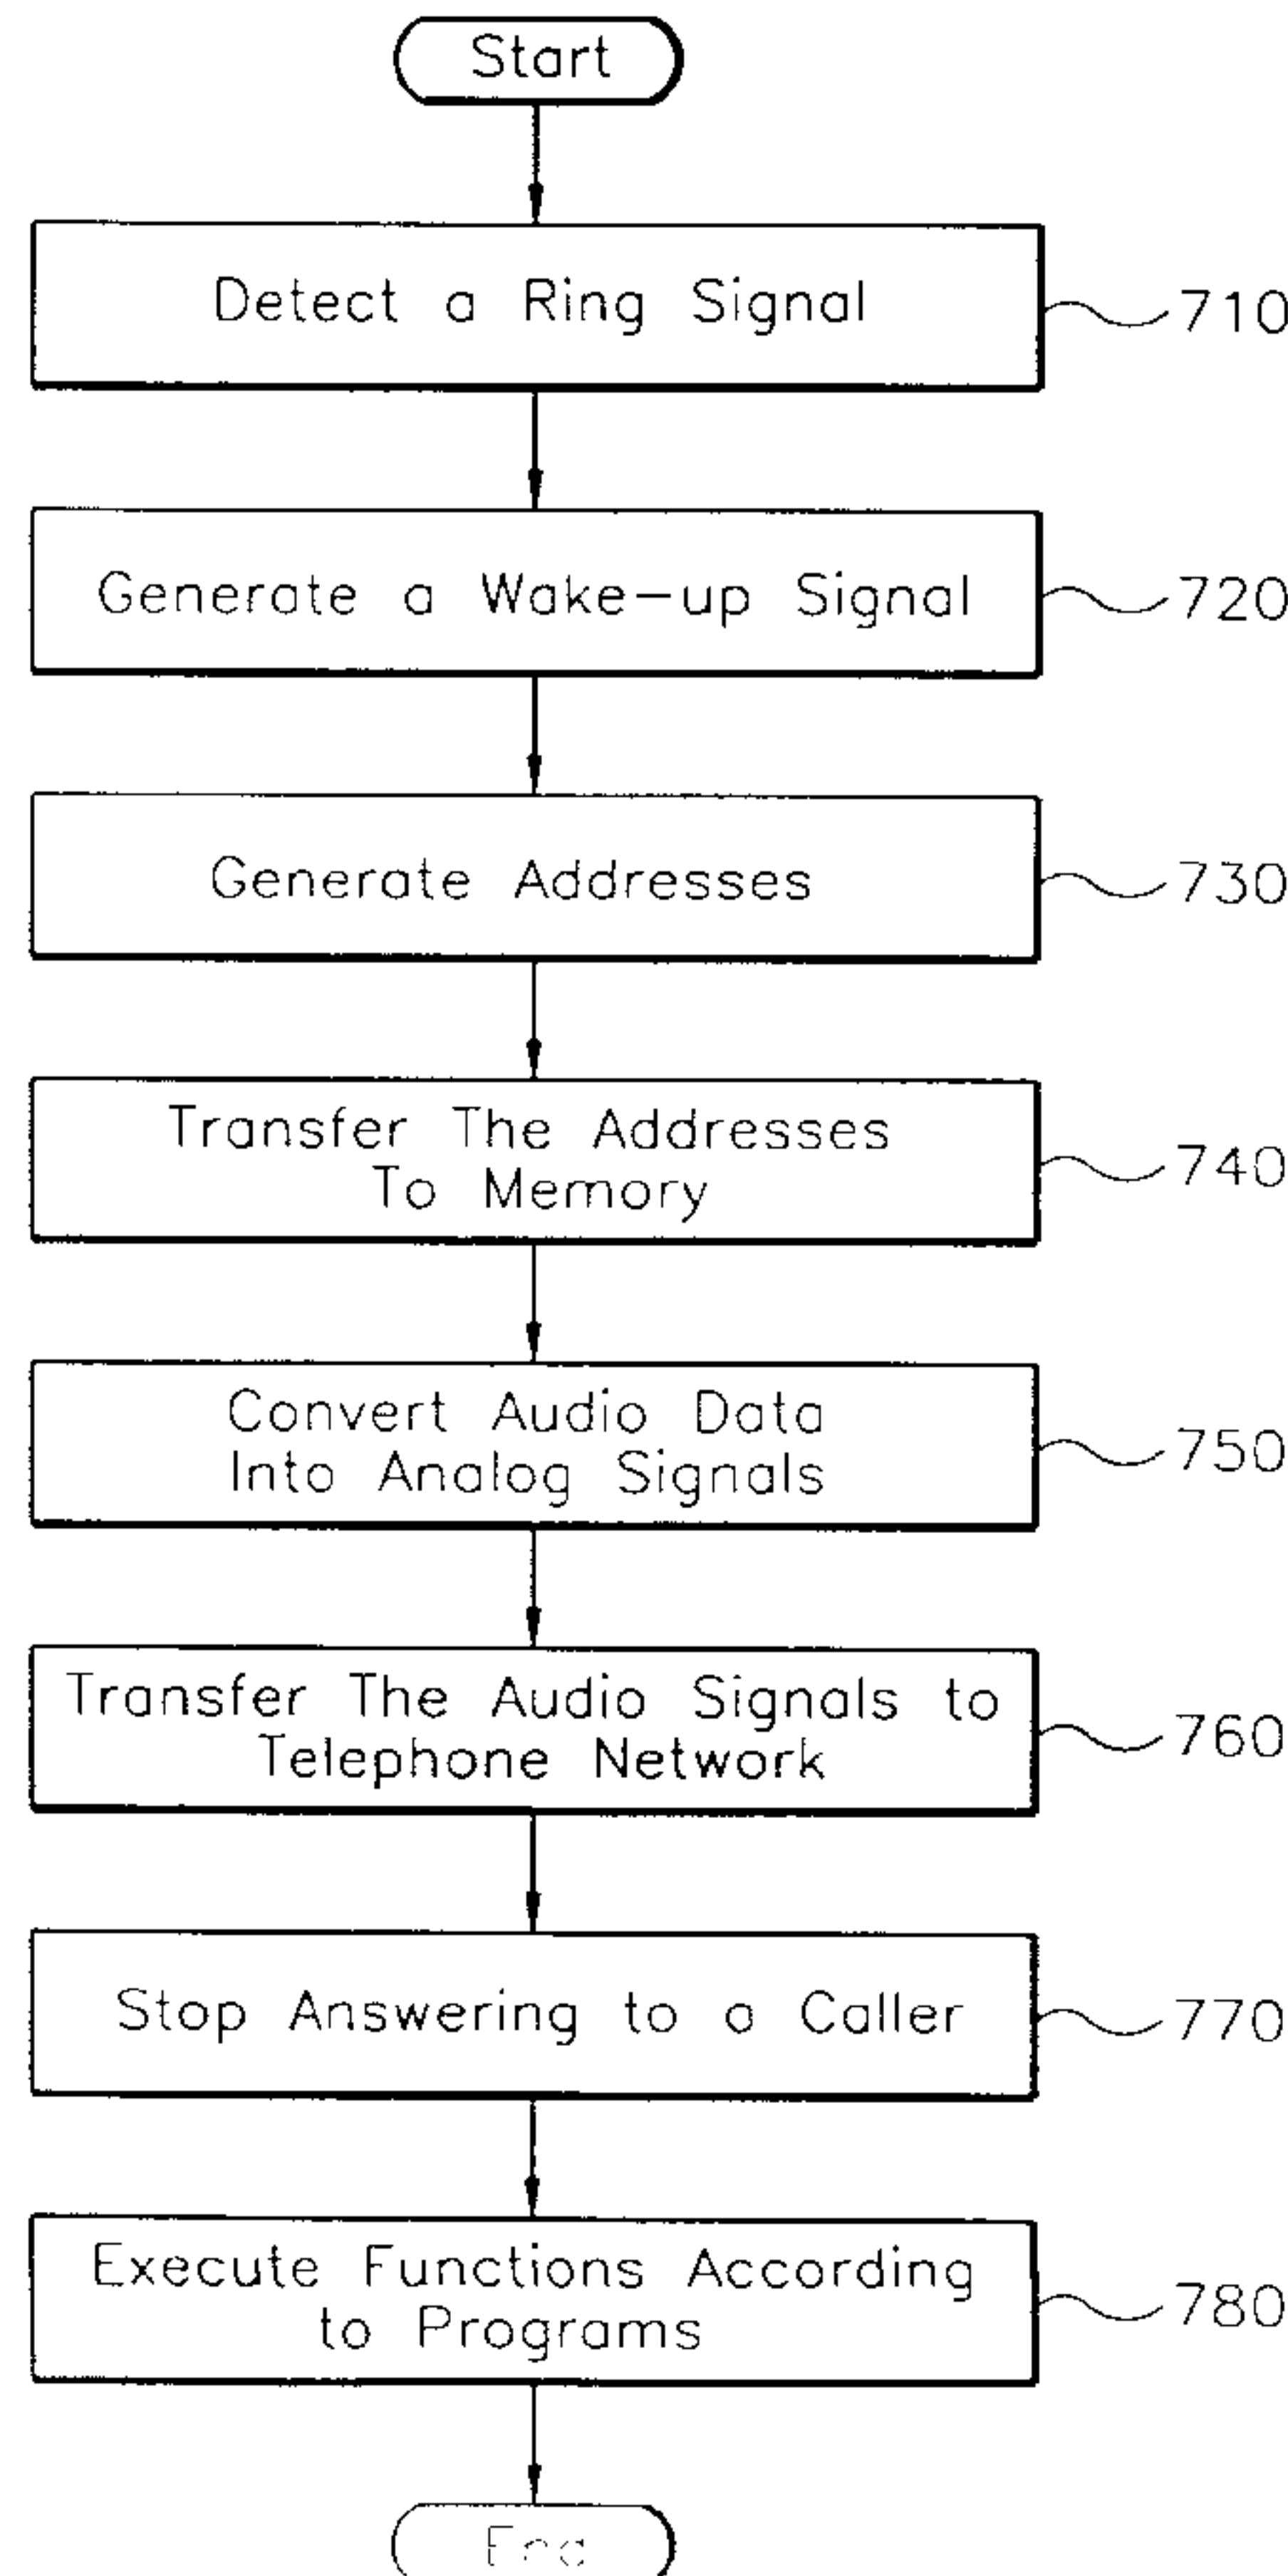 Start
Detect a Ring Signal
710
Generate a Wake-up Signal
720
Generate Addresses
730
Transfer The Addresses
To Memory
740
Convert Audio Data
Into Analog Signals
750
Transfer The Audio Signals to
Telephone Network
760
Stop Answering to a Caller
770
Execute Functions According
to Programs
780
End